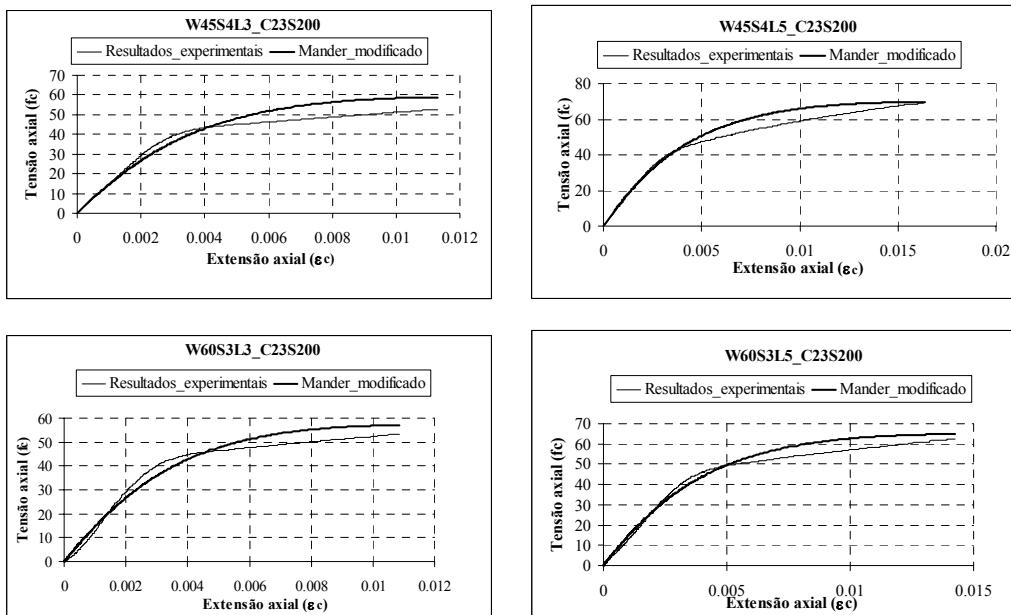 W45S4L3_C23S200
Resultados_experimentais Mander_modificado
Tensão axial (fc)
70
60
50
40
30
20
10
0
0 0.002 0.004 0.006 0.008 0.01 0.012
Extensão axial (εc)
W45S4L5_C23S200
Resultados_experimentais Mander_modificado
Tensão axial (fc)
80
60
40
20
0
0 0.005 0.01 0.015 0.02
Extensão axial (εc)
W60S3L3_C23S200
Resultados_experimentais Mander_modificado
Tensão axial (fc)
60
50
40
30
20
10
0
0 0.002 0.004 0.006 0.008 0.01 0.012
Extensão axial (εc)
W60S3L5_C23S200
Resultados_experimentais Mander_modificado
Tensão axial (fc)
70
60
50
40
30
20
10
0
0 0.005 0.01 0.015
Extensão axial (εc)